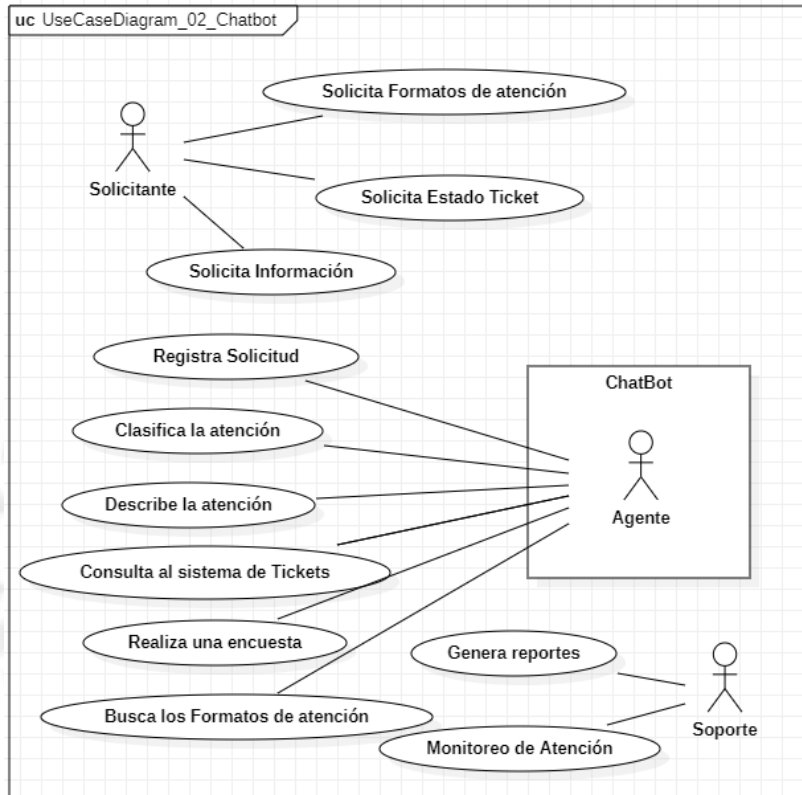 uc UseCaseDiagram_02_Chatbot
Solicita Formatos de atención
Solicitante
Solicita Estado Ticket
Solicita Información
Registra Solicitud
ChatBot
Clasifica la atención
Describe la atención
Agente
Consulta al sistema de Tickets
Realiza una encuesta
Genera reportes
Busca los Formatos de atención
Soporte
Monitoreo de Atención